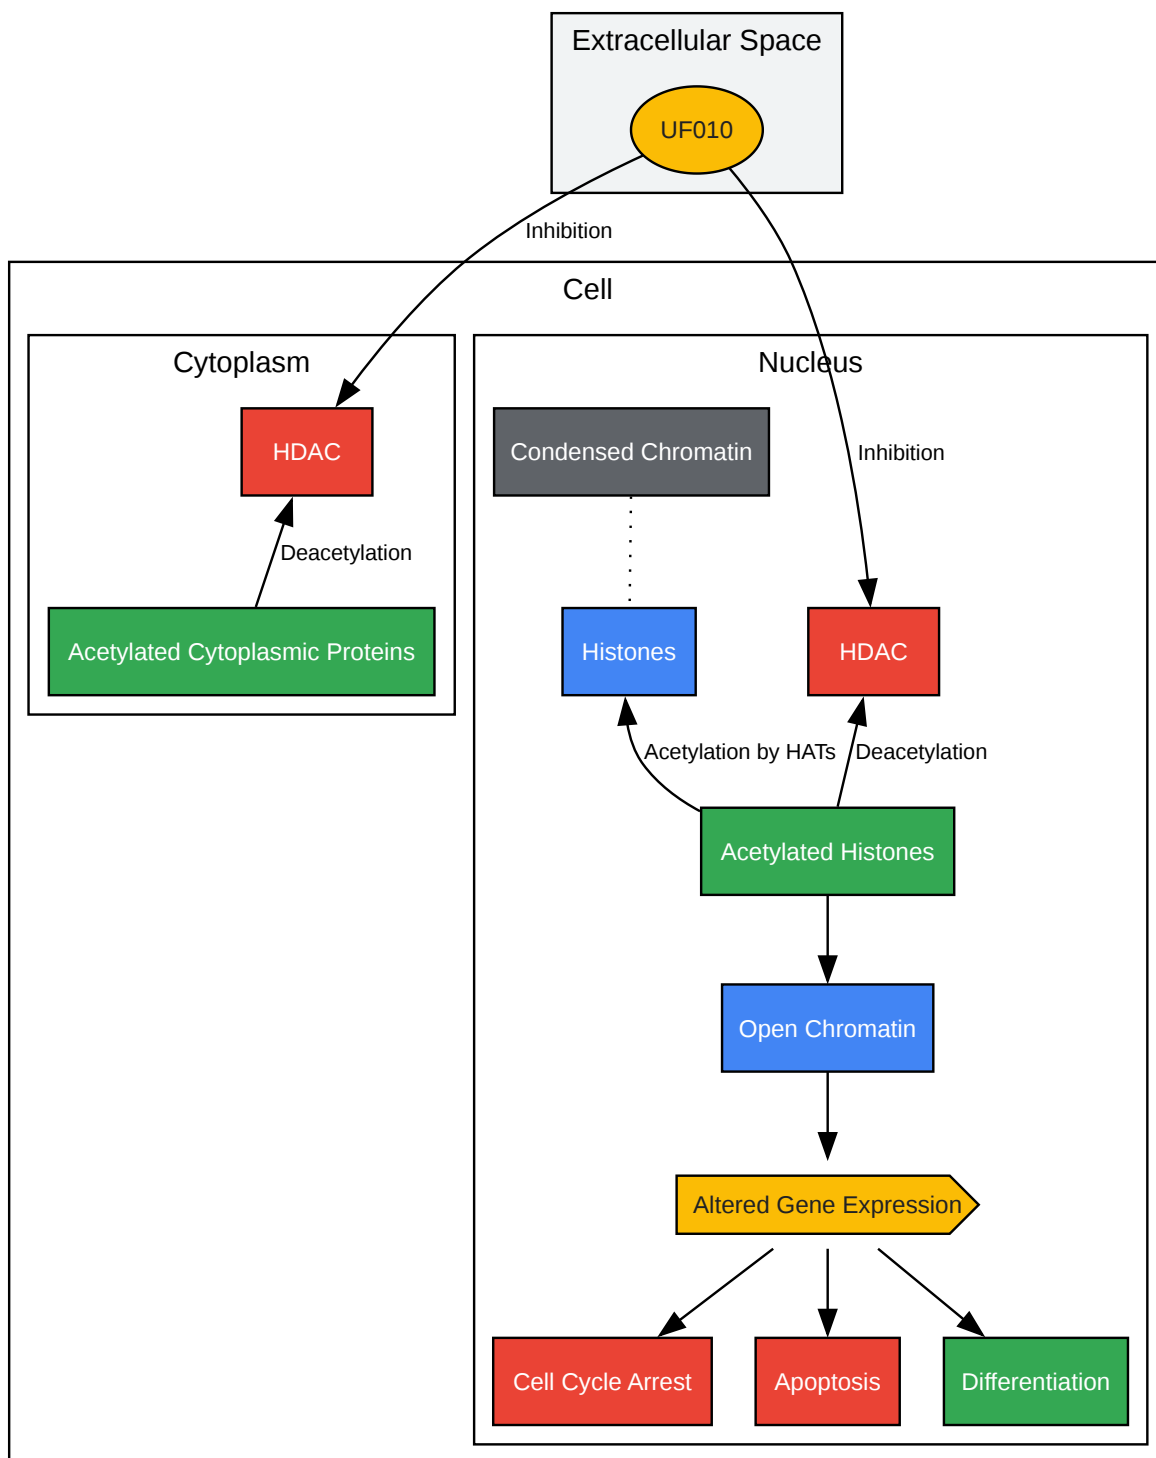 Extracellular Space
UF010
Inhibition
Cell
Cytoplasm
Nucleus
HDAC
Condensed Chromatin
Inhibition
Deacetylation
Acetylated Cytoplasmic Proteins
Histones
HDAC
Acetylation by HATs
Deacetylation
Acetylated Histones
Open Chromatin
Altered Gene Expression
Cell Cycle Arrest
Apoptosis
Differentiation